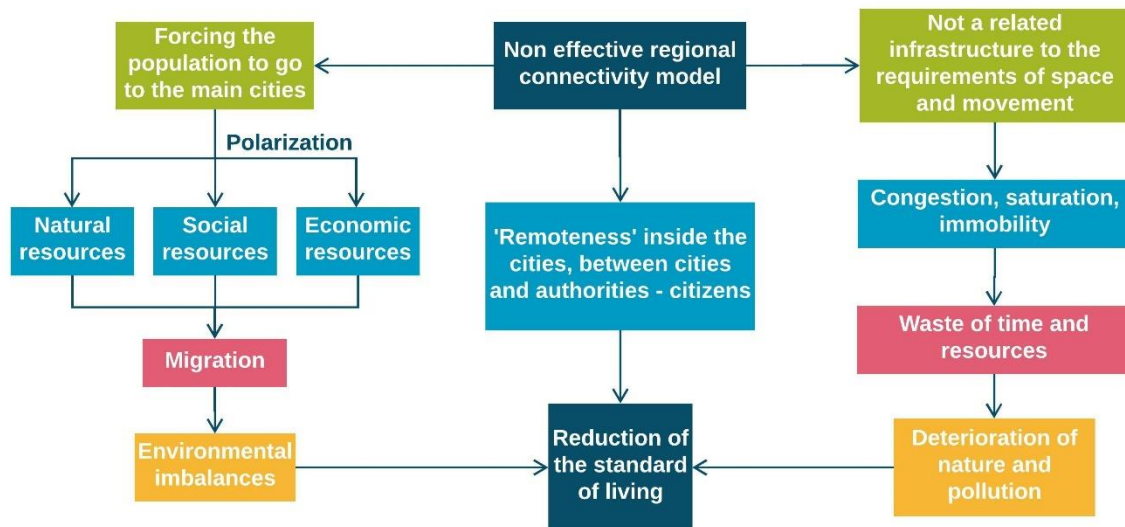 Forcing the
population to go
to the main cities
Non effective regional
connectivity model
Not a related
infrastructure to the
requirements of space
and movement
Polarization
Natural
resources
Social
resources
Economic
resources
'Remoteness' inside the
cities, between cities
and authorities - citizens
Congestion, saturation,
immobility
Migration
Waste of time and
resources
Environmental
imbalances
Reduction of
the standard
of living
Deterioration of
nature and
pollution